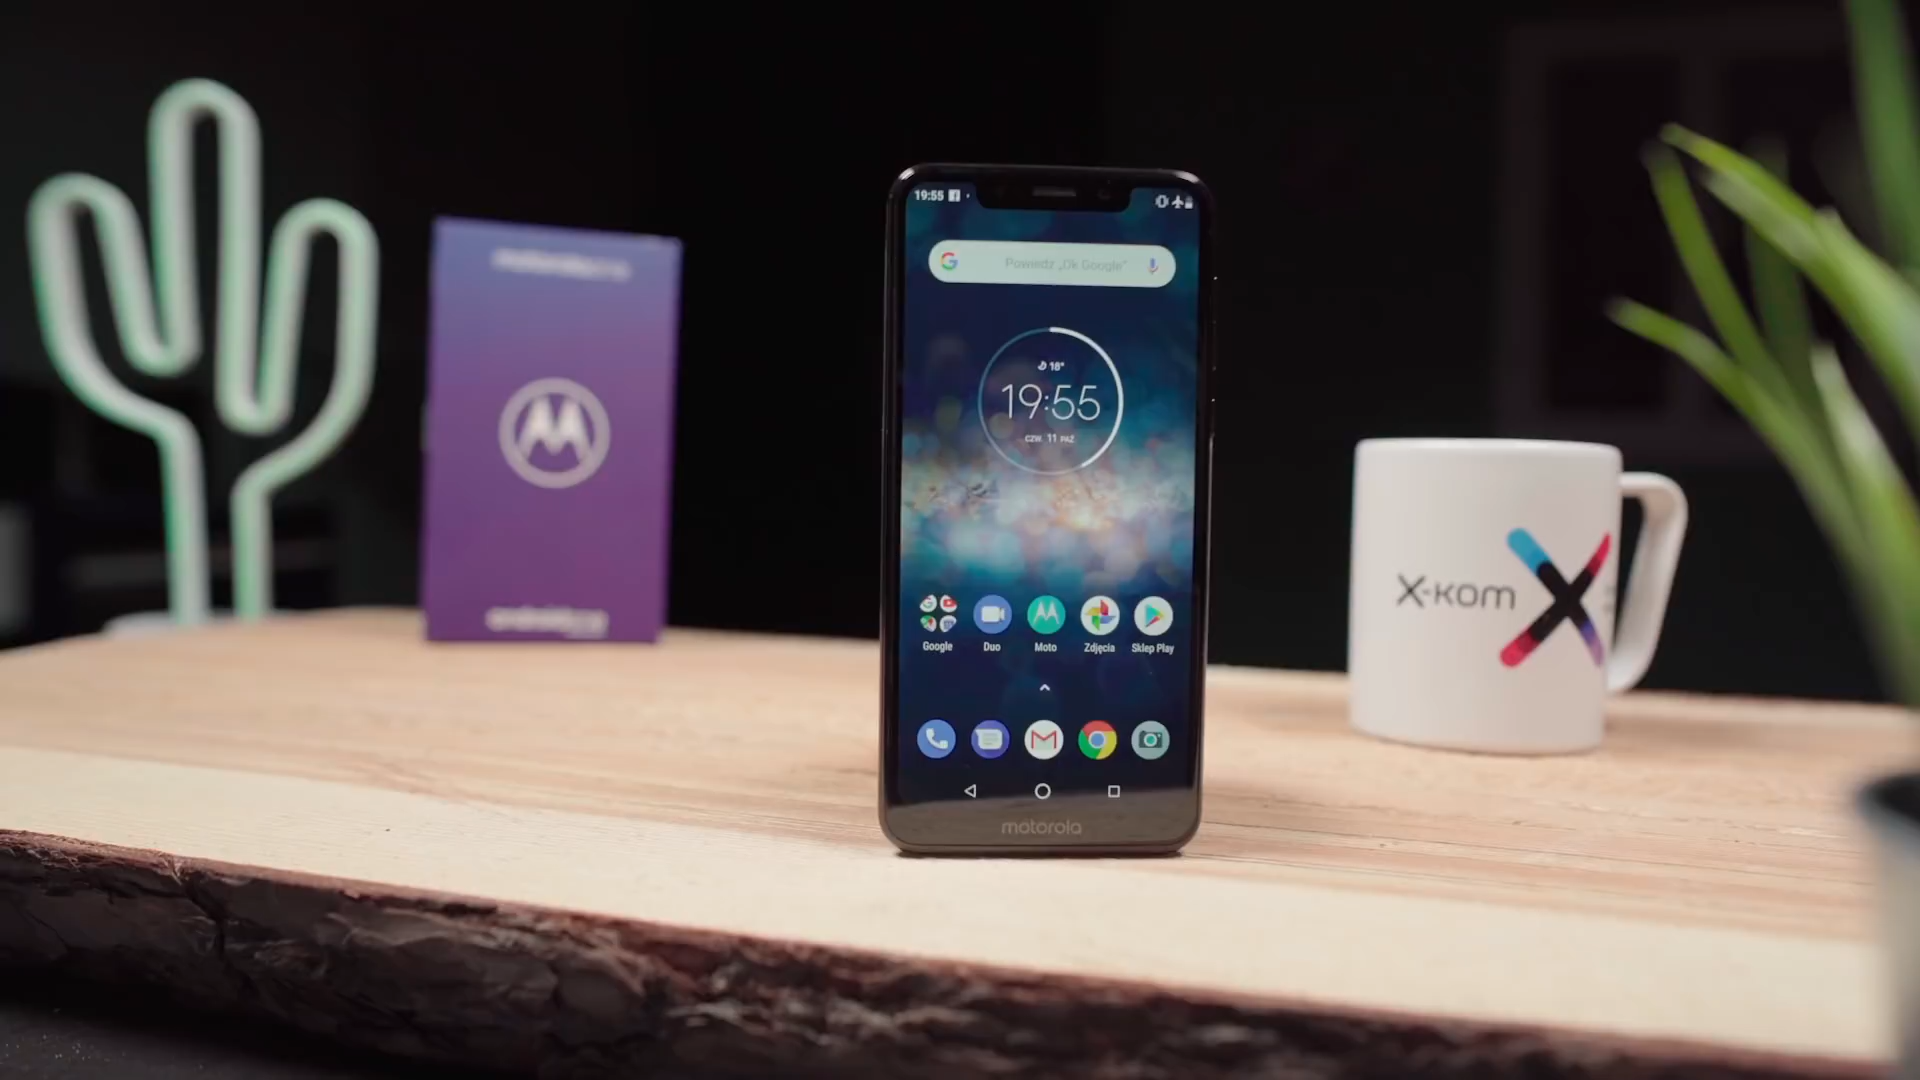 19:55
Powiedz „Ok Google"
18°
19:55
czw. 11 paź
Google
Duo
Moto
Zdjęcia
Sklep Play
motorola
x-kom